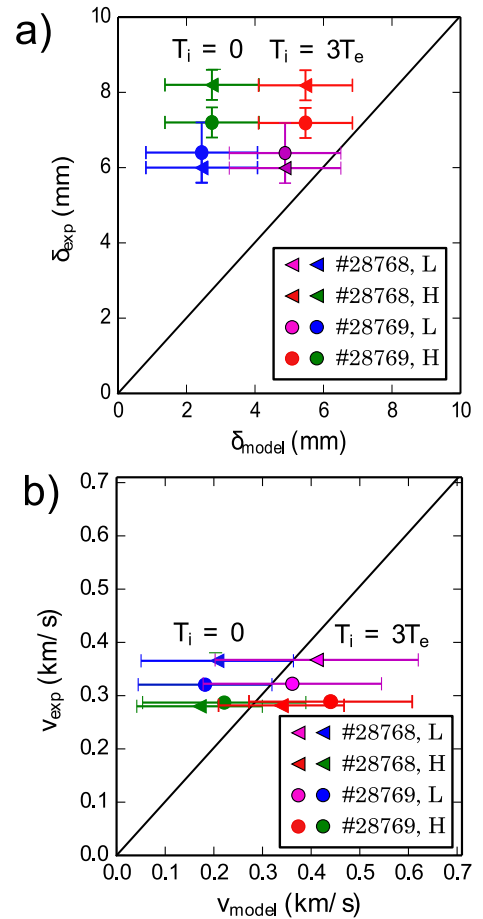 a)
T_i = 0
T_i = 3T_e
10
8
6
4
2
0
δ_exp (mm)
#28768, L
#28768, H
#28769, L
#28769, H
0 2 4 6 8 10
δ_model (mm)
b)
0.7
0.6
0.5
0.4
0.3
0.2
0.1
0.0
v_exp (km/s)
T_i = 0
T_i = 3T_e
#28768, L
#28768, H
#28769, L
#28769, H
0.0 0.1 0.2 0.3 0.4 0.5 0.6 0.7
v_model (km/s)